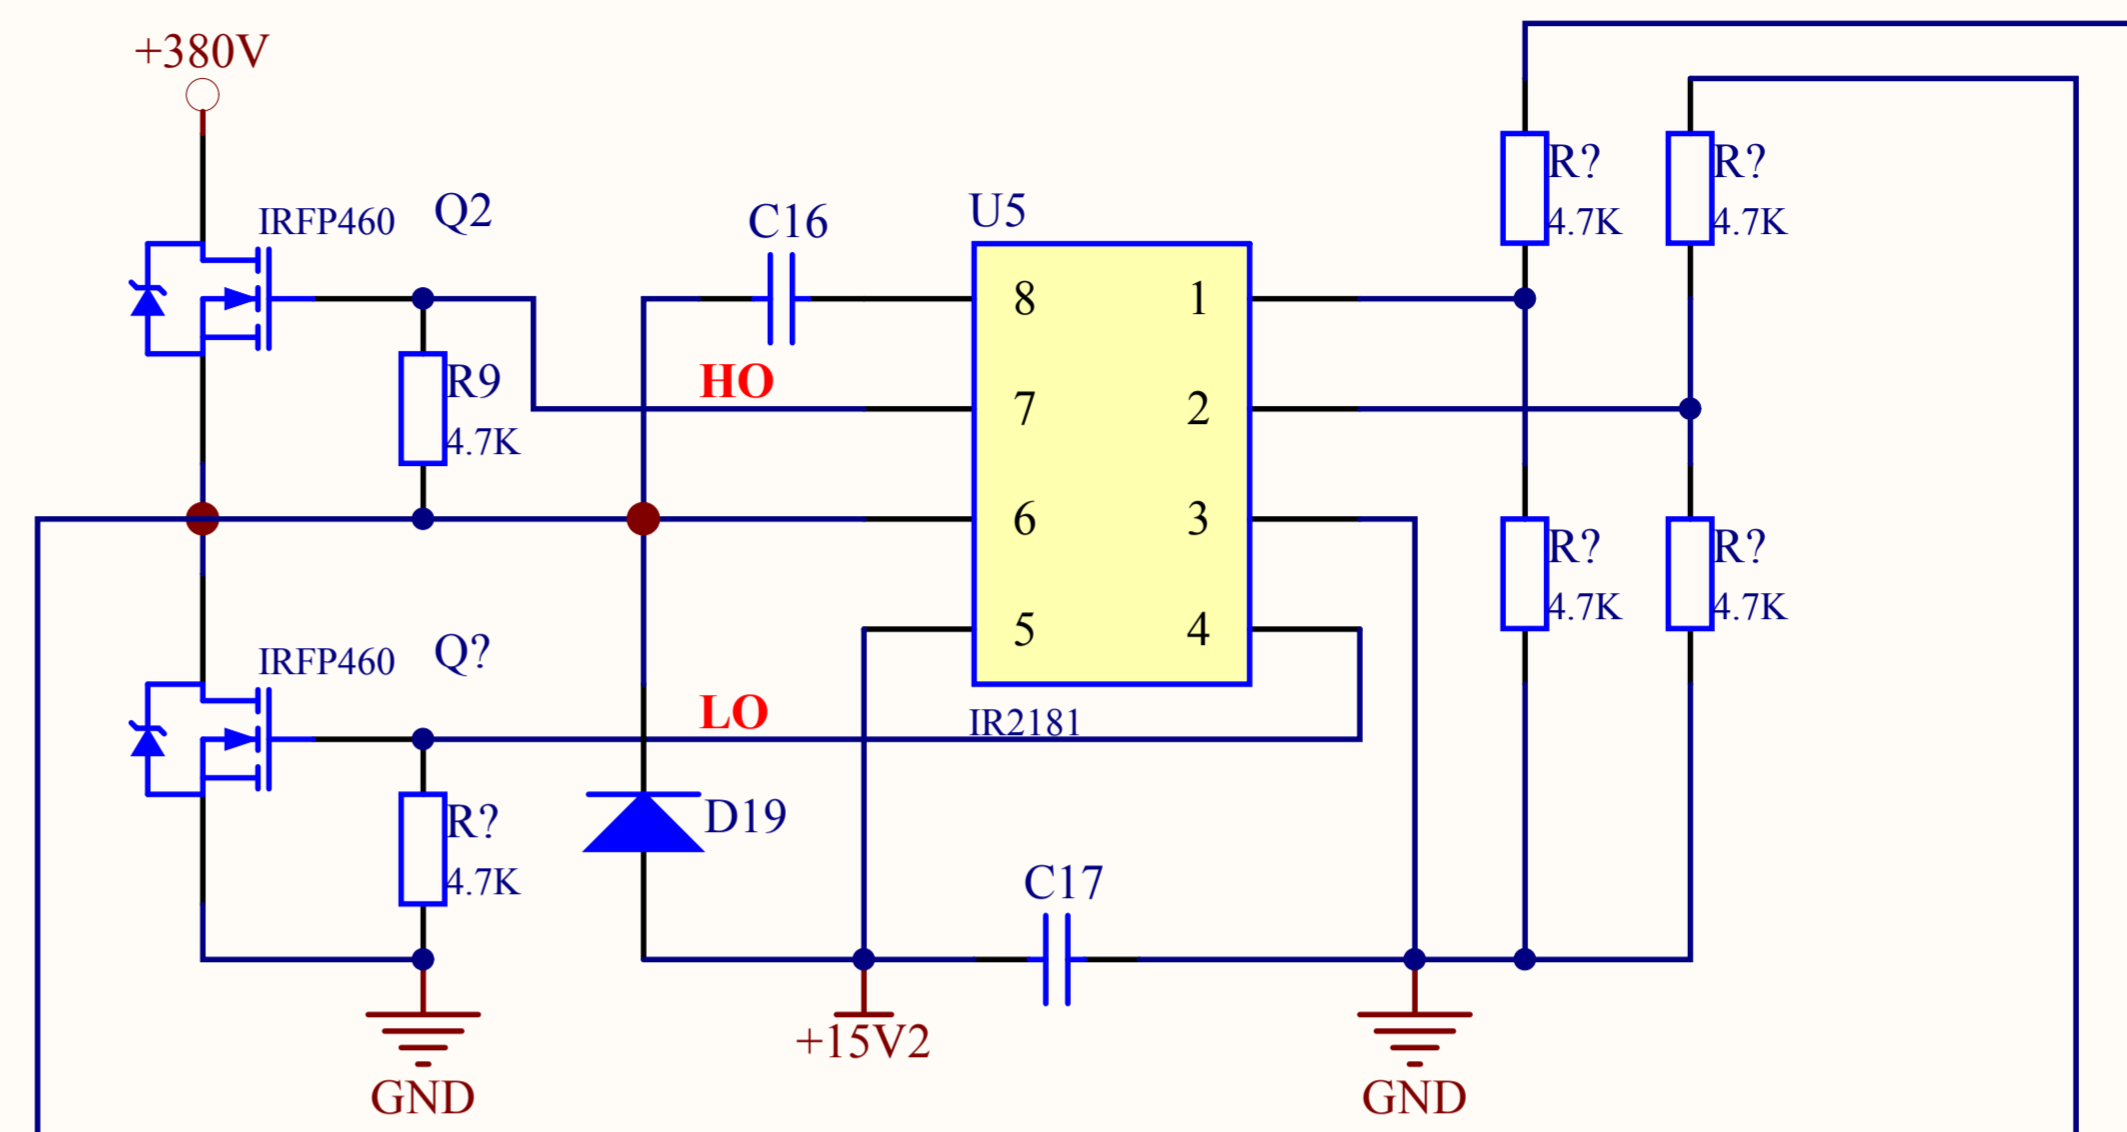 +380V
IRFP460
Q2
C16
U5
R?
4.7K
R?
4.7K
8
1
HO
R9
4.7K
7
2
6
3
R?
4.7K
R?
4.7K
5
4
IRFP460
Q?
LO
IR2181
R?
4.7K
D19
C17
+15V2
GND
GND